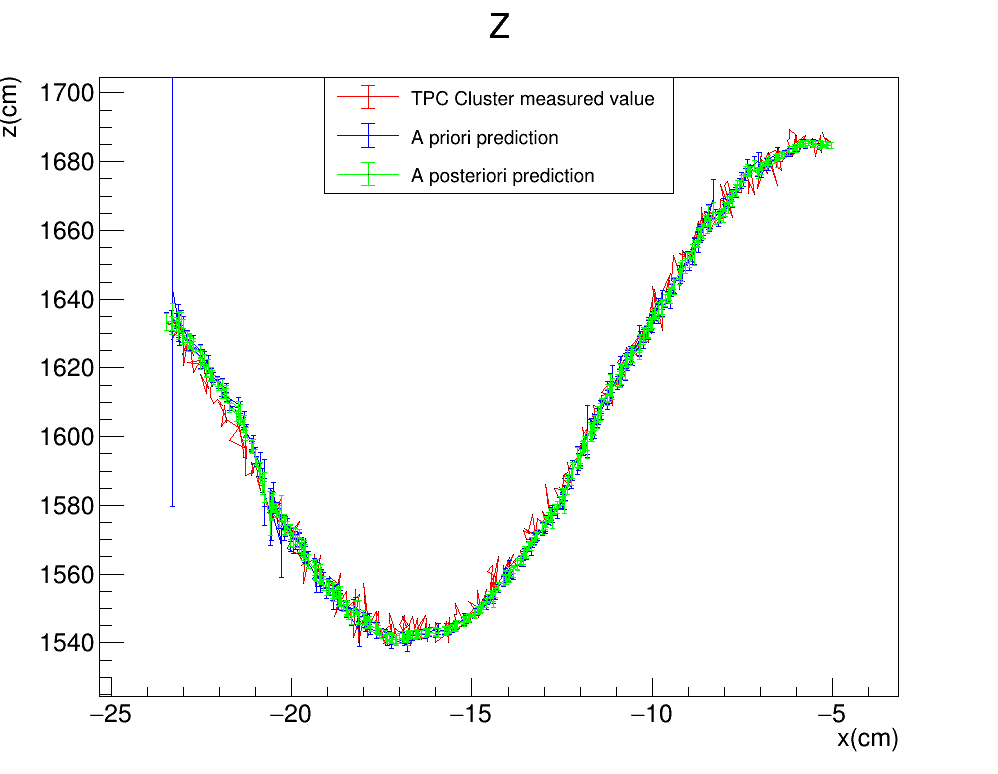 Z
z(cm)
1700
1680
1660
1640
1620
1600
1580
1560
1540
TPC Cluster measured value
A priori prediction
A posteriori prediction
−25 −20 −15 −10 −5
x(cm)